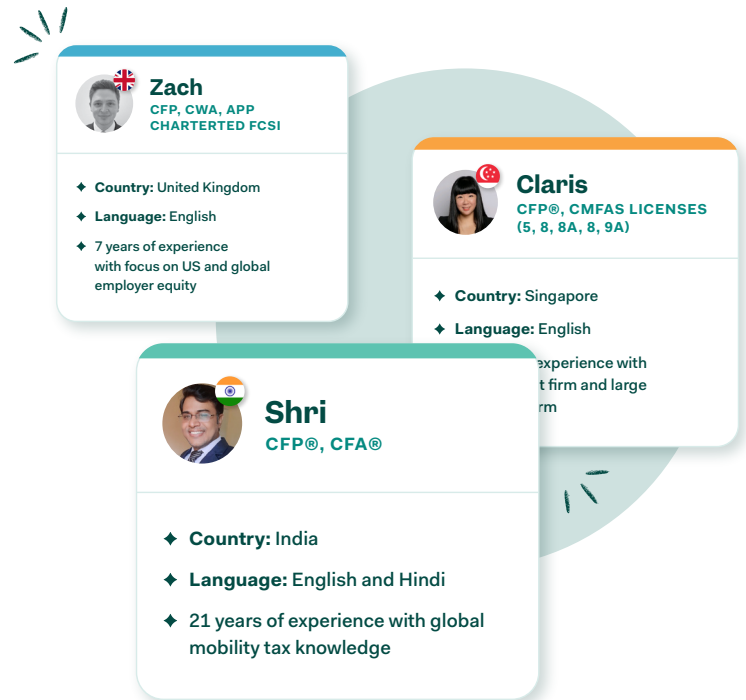 Zach
CFP, CWA, APP
CHARTERTED FCSI
Country: United Kingdom
Language: English
7 years of experience
with focus on US and global
employer equity
Claris
CFP®, CMFAS LICENSES
(5, 8, 8A, 8, 9A)
Country: Singapore
Language: English
experience with
firm and large
Shri
CFP®, CFA®
Country: India
Language: English and Hindi
21 years of experience with global
mobility tax knowledge